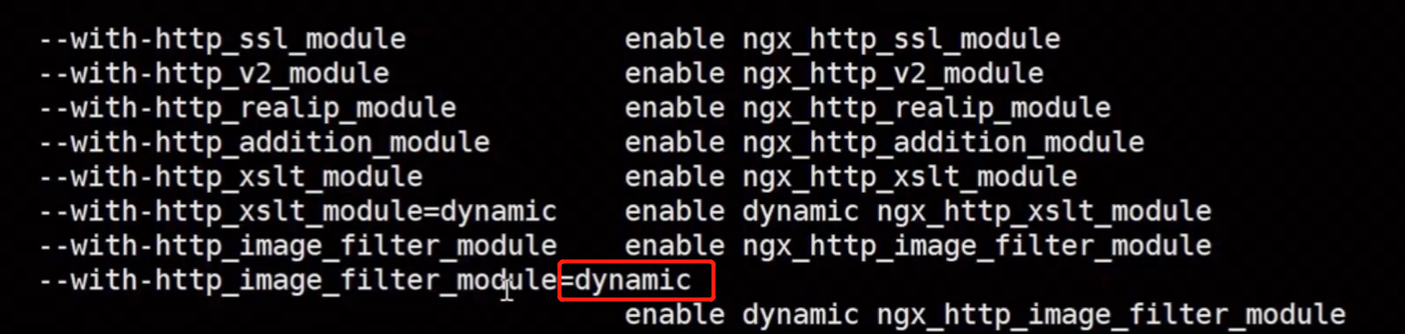 --with-http_ssl_module enable ngx_http_ssl_module
--with-http_v2_module enable ngx_http_v2_module
--with-http_realip_module enable ngx_http_realip_module
--with-http_addition_module enable ngx_http_addition_module
--with-http_xslt_module enable ngx_http_xslt_module
--with-http_xslt_module=dynamic enable dynamic ngx_http_xslt_module
--with-http_image_filter_module enable ngx_http_image_filter_module
--with-http_image_filter_module=dynamic
enable dynamic ngx_http_image_filter_module